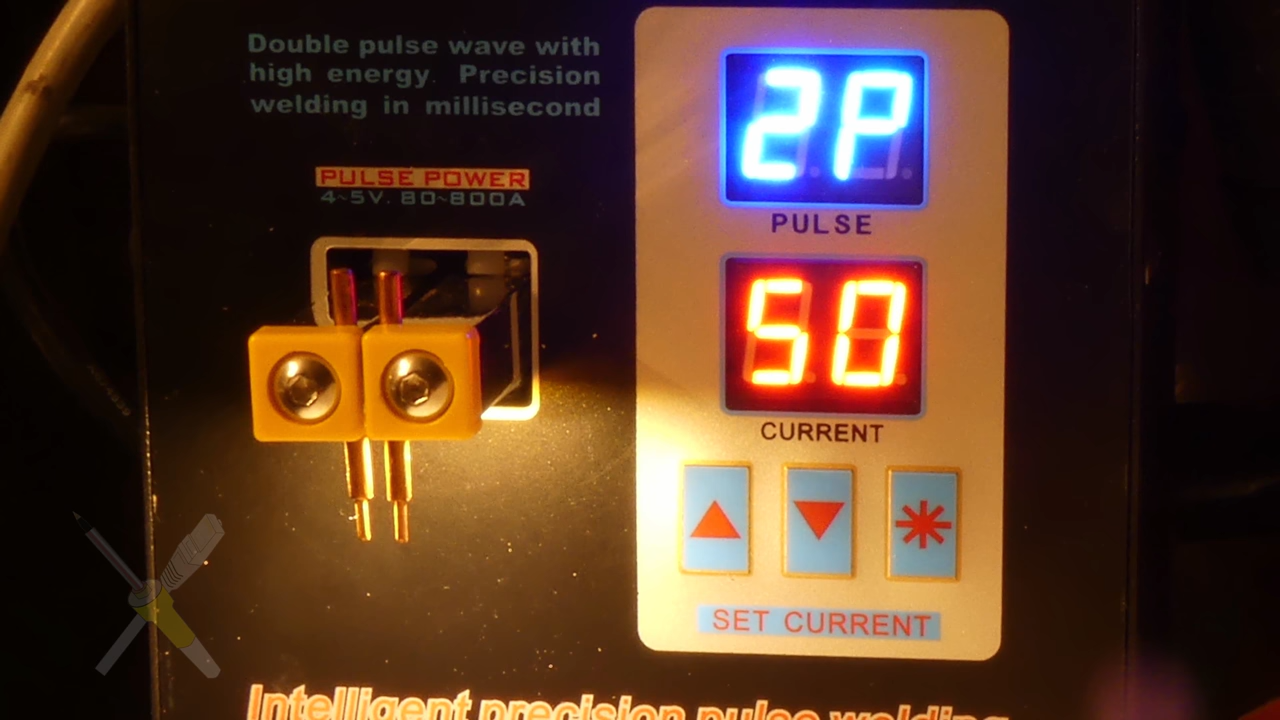 Double pulse wave with
high energy. Precision
welding in millisecond
PULSE POWER
4~5V. 80~800A
2P
PULSE
50
CURRENT
SET CURRENT
Intelligent precision pulse welding